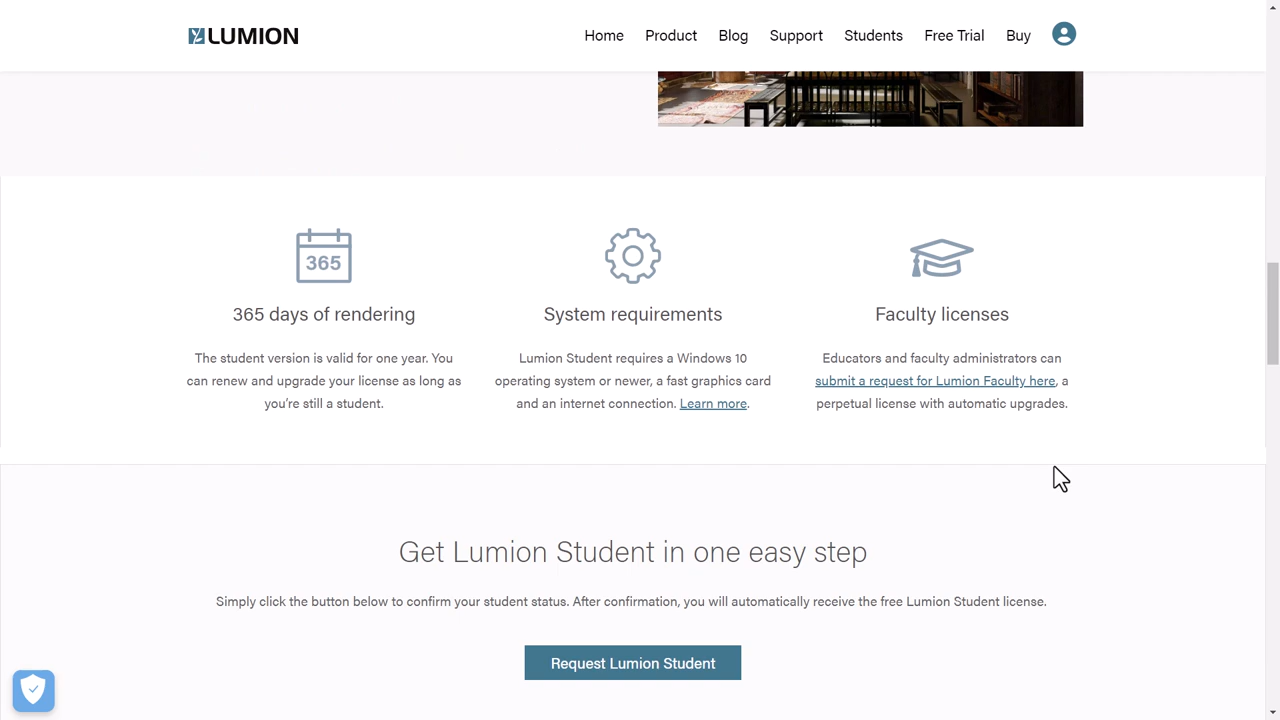 LUMION
Home Product Blog Support Students Free Trial Buy
365
365 days of rendering
The student version is valid for one year. You
can renew and upgrade your license as long as
you're still a student.
System requirements
Lumion Student requires a Windows 10
operating system or newer, a fast graphics card
and an internet connection. Learn more.
Faculty licenses
Educators and faculty administrators can
submit a request for Lumion Faculty here, a
perpetual license with automatic upgrades.
Get Lumion Student in one easy step
Simply click the button below to confirm your student status. After confirmation, you will automatically receive the free Lumion Student license.
Request Lumion Student